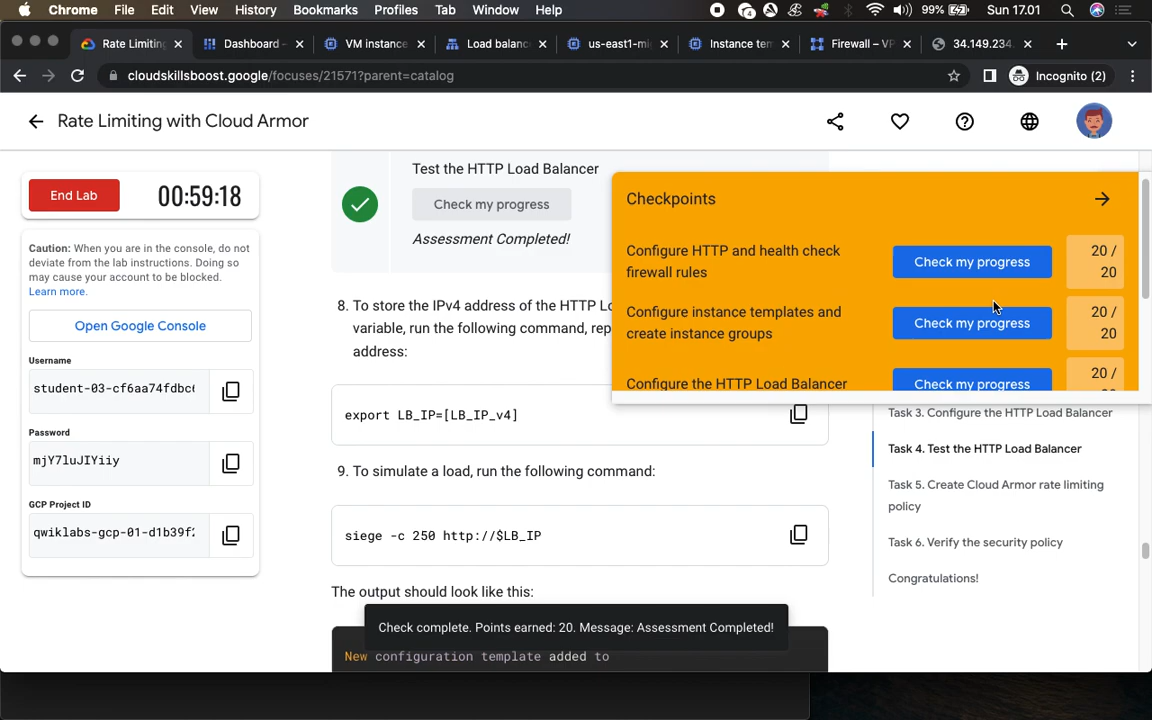 Chrome File Edit View History Bookmarks Profiles Tab Window Help 99% Sun 17.01
Rate Limiting Dashboard – VM instance Load balanc us-east1-mi Instance tem Firewall – VP 34.149.234.
cloudskillsboost.google/focuses/21571?parent=catalog Incognito (2)
Rate Limiting with Cloud Armor
End Lab 00:59:18
Caution: When you are in the console, do not
deviate from the lab instructions. Doing so
may cause your account to be blocked.
Learn more.
Open Google Console
Username
student-03-cf6aa74fdbc
Password
mjY7luJIYiiy
GCP Project ID
qwiklabs-gcp-01-d1b39f
Test the HTTP Load Balancer
Check my progress
Assessment Completed!
8. To store the IPv4 address of the HTTP Lo
variable, run the following command, rep
address:
export LB_IP=[LB_IP_v4]
9. To simulate a load, run the following command:
siege -c 250 http://$LB_IP
The output should look like this:
New configuration template added to
Check complete. Points earned: 20. Message: Assessment Completed!
Checkpoints
Configure HTTP and health check
firewall rules
Check my progress
20 /
20
Configure instance templates and
create instance groups
Check my progress
20 /
20
Configure the HTTP Load Balancer
Check my progress
20 /
Task 3. Configure the HTTP Load Balancer
Task 4. Test the HTTP Load Balancer
Task 5. Create Cloud Armor rate limiting
policy
Task 6. Verify the security policy
Congratulations!